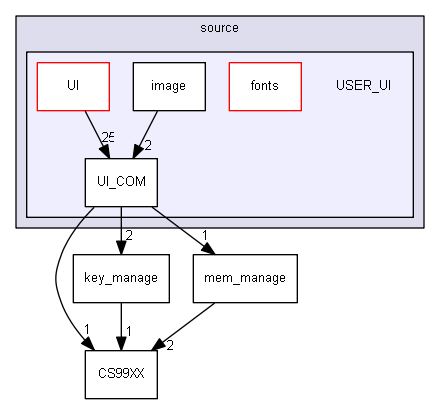 source
UI
image
fonts
USER_UI
25
2
UI_COM
2
1
key_manage
mem_manage
1
1
2
CS99XX